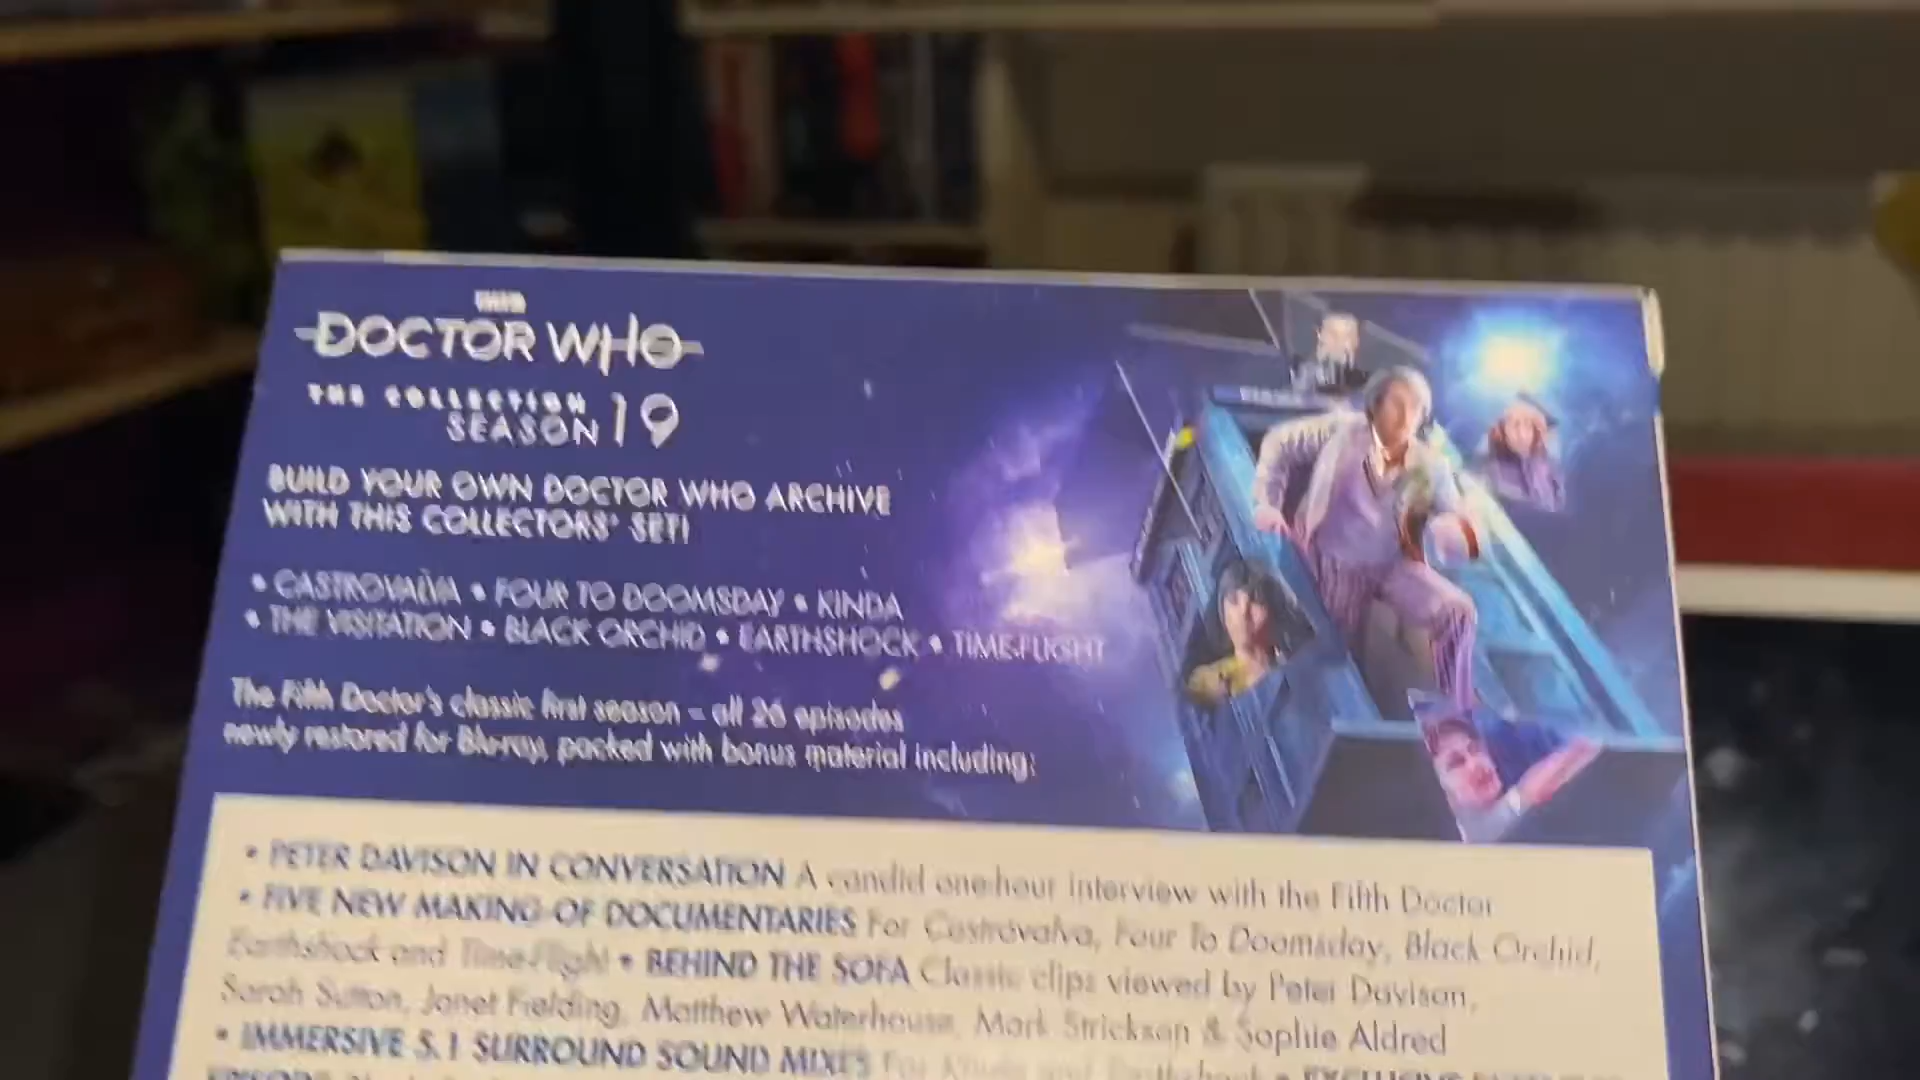 DOCTOR WHO
THE COLLECTION
SEASON 19
BUILD YOUR OWN DOCTOR WHO ARCHIVE
WITH THIS COLLECTORS' SET!
• CASTROVALVA • FOUR TO DOOMSDAY • KINDA
• THE VISITATION • BLACK ORCHID • EARTHSHOCK • TIME-FLIGHT
The Fifth Doctor's classic first season – all 26 episodes
newly restored for Blu-ray, packed with bonus material including:
• PETER DAVISON IN CONVERSATION A candid one-hour interview with the Fifth Doctor
• FIVE NEW MAKING-OF DOCUMENTARIES For Castrovalva, Four To Doomsday, Black Orchid,
Earthshock and Time-Flight • BEHIND THE SOFA Classic clips viewed by Peter Davison,
Sarah Sutton, Janet Fielding, Matthew Waterhouse, Mark Strickson & Sophie Aldred
• IMMERSIVE 5.1 SURROUND SOUND MIXES For Kinda and Earthshock